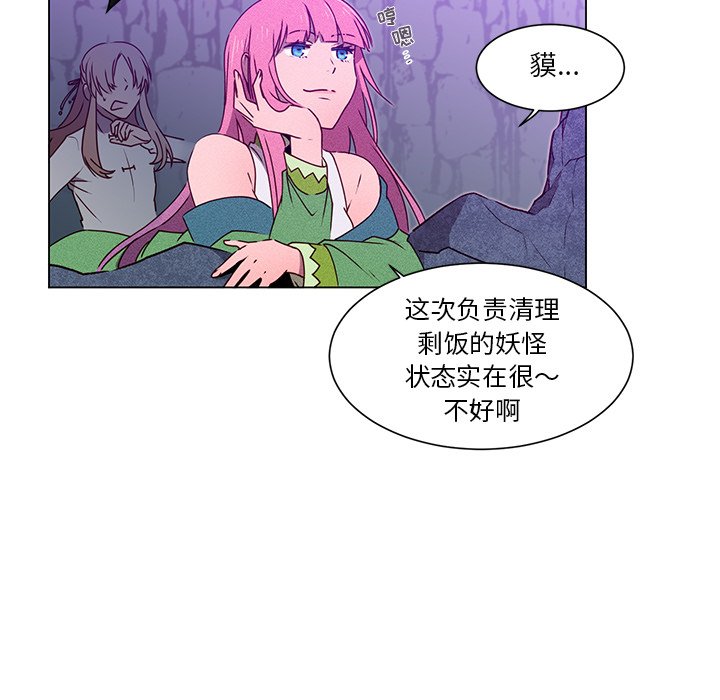 哼嗯…
貘…
这次负责清理
剩饭的妖怪
状态实在很～
不好啊